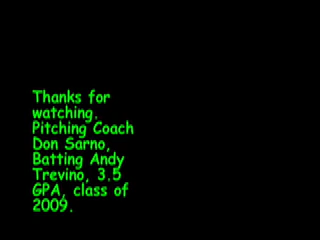 Thanks for
watching.
Pitching Coach
Don Sarno,
Batting Andy
Trevino, 3.5
GPA, class of
2009.